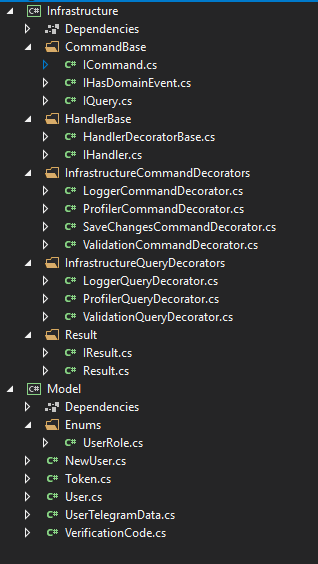 C# Infrastructure
Dependencies
CommandBase
C# ICommand.cs
C# IHasDomainEvent.cs
C# IQuery.cs
HandlerBase
C# HandlerDecoratorBase.cs
C# IHandler.cs
InfrastructureCommandDecorators
C# LoggerCommandDecorator.cs
C# ProfilerCommandDecorator.cs
C# SaveChangesCommandDecorator.cs
C# ValidationCommandDecorator.cs
InfrastructureQueryDecorators
C# LoggerQueryDecorator.cs
C# ProfilerQueryDecorator.cs
C# ValidationQueryDecorator.cs
Result
C# IResult.cs
C# Result.cs
C# Model
Dependencies
Enums
C# UserRole.cs
C# NewUser.cs
C# Token.cs
C# User.cs
C# UserTelegramData.cs
C# VerificationCode.cs